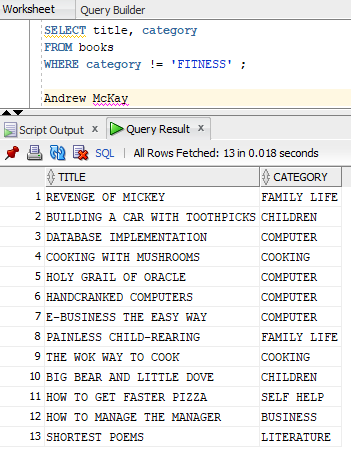 Worksheet Query Builder
SELECT title, category
FROM books
WHERE category != 'FITNESS' ;
Andrew McKay
Script Output x Query Result x
SQL | All Rows Fetched: 13 in 0.018 seconds
TITLE CATEGORY
1 REVENGE OF MICKEY FAMILY LIFE
2 BUILDING A CAR WITH TOOTHPICKS CHILDREN
3 DATABASE IMPLEMENTATION COMPUTER
4 COOKING WITH MUSHROOMS COOKING
5 HOLY GRAIL OF ORACLE COMPUTER
6 HANDCRANKED COMPUTERS COMPUTER
7 E-BUSINESS THE EASY WAY COMPUTER
8 PAINLESS CHILD-REARING FAMILY LIFE
9 THE WOK WAY TO COOK COOKING
10 BIG BEAR AND LITTLE DOVE CHILDREN
11 HOW TO GET FASTER PIZZA SELF HELP
12 HOW TO MANAGE THE MANAGER BUSINESS
13 SHORTEST POEMS LITERATURE